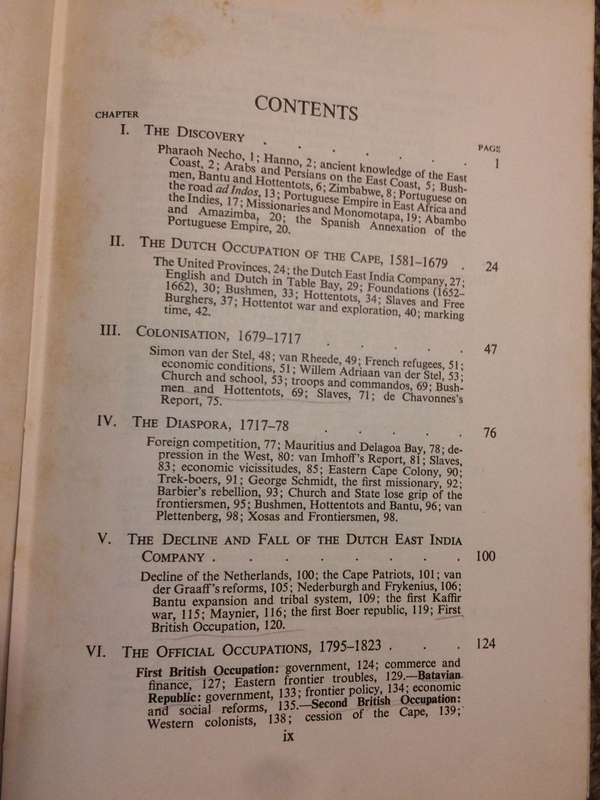 CONTENTS
CHAPTER
PAGE
I. THE DISCOVERY . . . . . . . 1
Pharaoh Necho, 1; Hanno, 2; ancient knowledge of the East
Coast, 2; Arabs and Persians on the East Coast, 5; Bush-
men, Bantu and Hottentots, 6; Zimbabwe, 8; Portuguese on
the road ad Indos, 13; Portuguese Empire in East Africa and
the Indies, 17; Missionaries and Monomotapa, 19; Abambo
and Amazimba, 20; the Spanish Annexation of the
Portuguese Empire, 20.
II. THE DUTCH OCCUPATION OF THE CAPE, 1581–1679 . 24
The United Provinces, 24; the Dutch East India Company, 27;
English and Dutch in Table Bay, 29; Foundations (1652–
1662), 30; Bushmen, 33; Hottentots, 34; Slaves and Free
Burghers, 37; Hottentot war and exploration, 40; marking
time, 42.
III. COLONISATION, 1679–1717 . . . . . 47
Simon van der Stel, 48; van Rheede, 49; French refugees, 51;
economic conditions, 51; Willem Adriaan van der Stel, 53;
Church and school, 53; troops and commandos, 69; Bush-
men and Hottentots, 69; Slaves, 71; de Chavonnes's
Report, 75.
IV. THE DIASPORA, 1717–78 . . . . . 76
Foreign competition, 77; Mauritius and Delagoa Bay, 78; de-
pression in the West, 80: van Imhoff's Report, 81; Slaves,
83; economic vicissitudes, 85; Eastern Cape Colony, 90;
Trek-boers, 91; George Schmidt, the first missionary, 92;
Barbier's rebellion, 93; Church and State lose grip of the
frontiersmen, 95; Bushmen, Hottentots and Bantu, 96; van
Plettenberg, 98; Xosas and Frontiersmen, 98.
V. THE DECLINE AND FALL OF THE DUTCH EAST INDIA
COMPANY . . . . . . . . 100
Decline of the Netherlands, 100; the Cape Patriots, 101; van
der Graaff's reforms, 105; Nederburgh and Frykenius, 106;
Bantu expansion and tribal system, 109; the first Kaffir
war, 115; Maynier, 116; the first Boer republic, 119; First
British Occupation, 120.
VI. THE OFFICIAL OCCUPATIONS, 1795–1823 . . . 124
First British Occupation: government, 124; commerce and
finance, 127; Eastern frontier troubles, 129.—Batavian
Republic: government, 133; frontier policy, 134; economic
and social reforms, 135.—Second British Occupation:
Western colonists, 138; cession of the Cape, 139;
ix